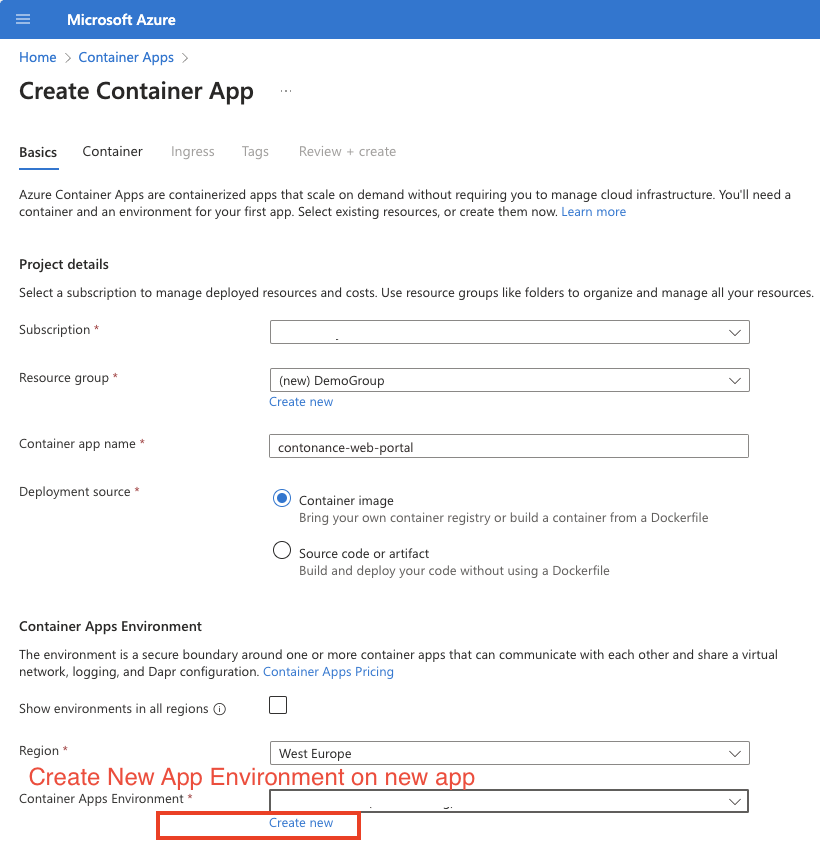 Microsoft Azure
Home > Container Apps >
Create Container App ...
Basics Container Ingress Tags Review + create
Azure Container Apps are containerized apps that scale on demand without requiring you to manage cloud infrastructure. You'll need a
container and an environment for your first app. Select existing resources, or create them now. Learn more
Project details
Select a subscription to manage deployed resources and costs. Use resource groups like folders to organize and manage all your resources.
Subscription *
Resource group *
(new) DemoGroup
Create new
Container app name *
contonance-web-portal
Deployment source *
Container image
Bring your own container registry or build a container from a Dockerfile
Source code or artifact
Build and deploy your code without using a Dockerfile
Container Apps Environment
The environment is a secure boundary around one or more container apps that can communicate with each other and share a virtual
network, logging, and Dapr configuration. Container Apps Pricing
Show environments in all regions
Region *
West Europe
Create New App Environment on new app
Container Apps Environment *
Create new